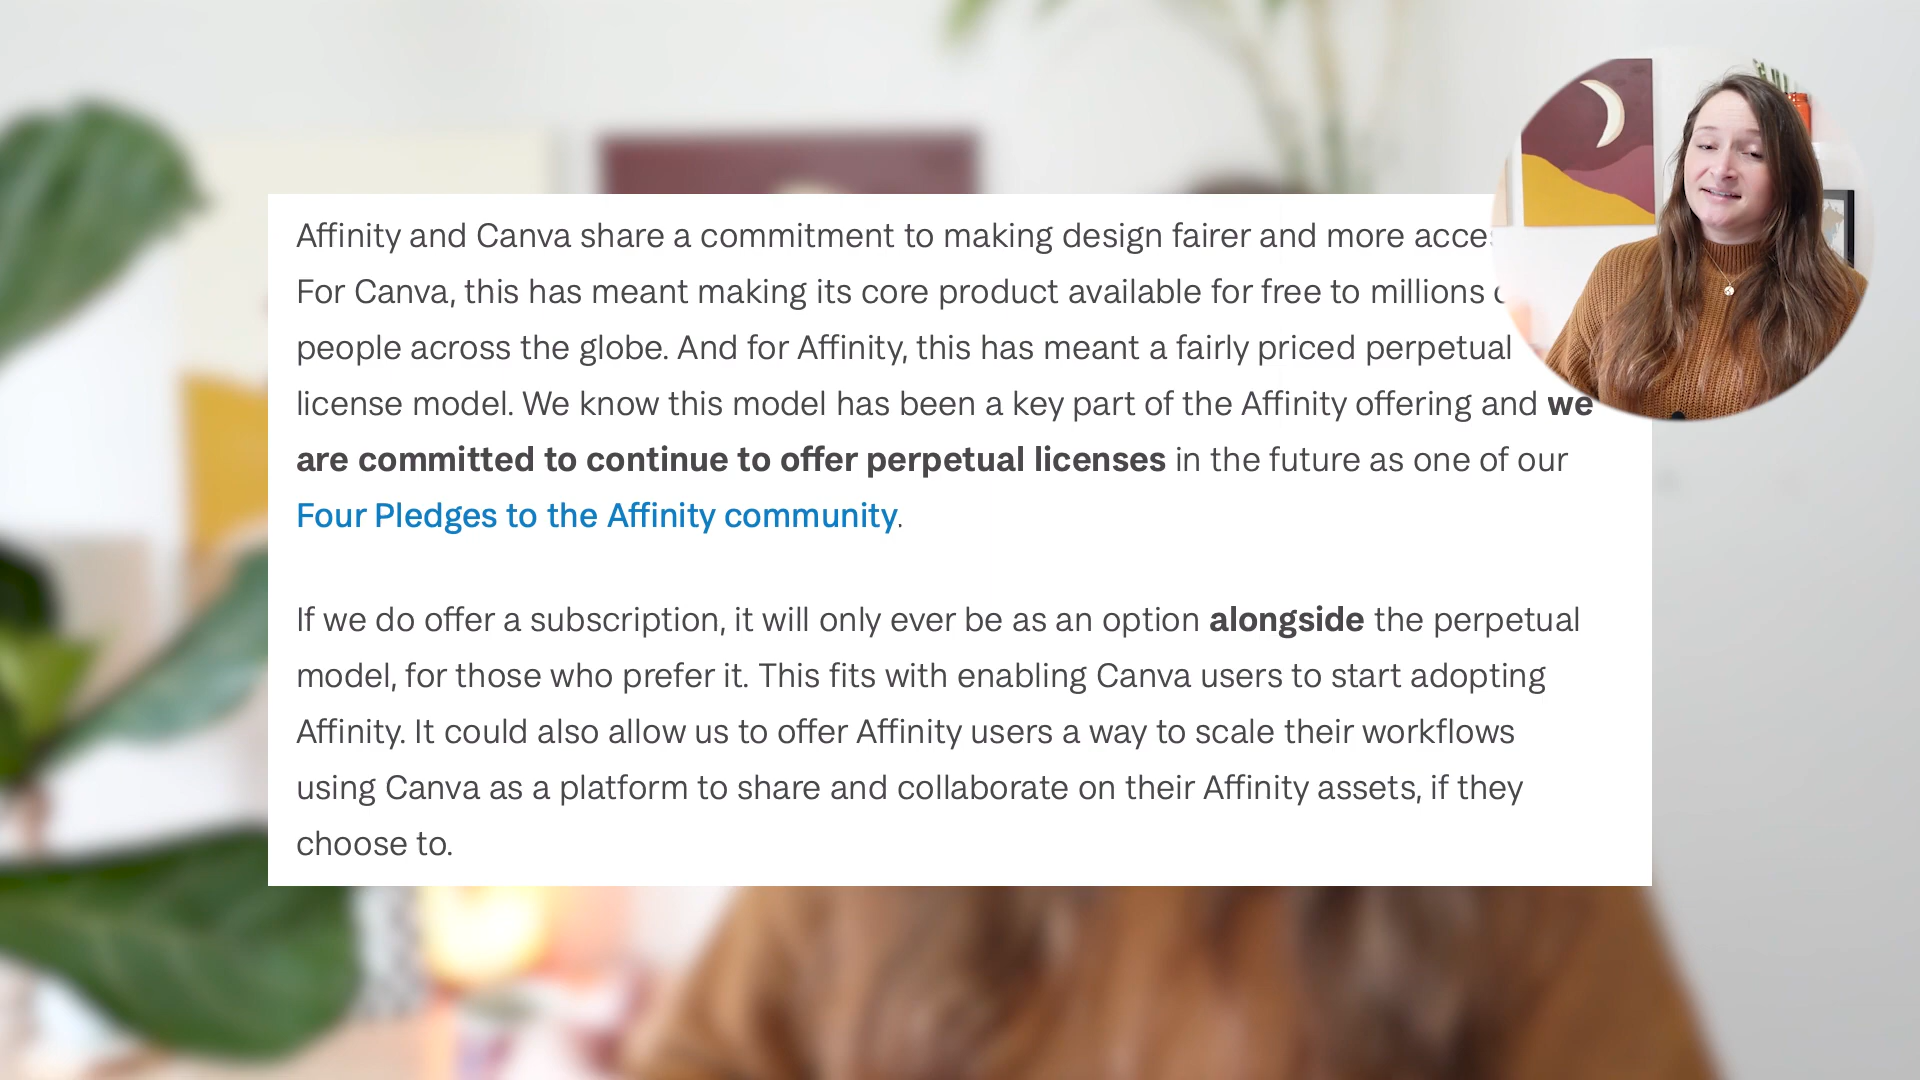 Affinity and Canva share a commitment to making design fairer and more
For Canva, this has meant making its core product available for free to millions
people across the globe. And for Affinity, this has meant a fairly priced perpetual
license model. We know this model has been a key part of the Affinity offering and we
are committed to continue to offer perpetual licenses in the future as one of our
Four Pledges to the Affinity community.
If we do offer a subscription, it will only ever be as an option alongside the perpetual
model, for those who prefer it. This fits with enabling Canva users to start adopting
Affinity. It could also allow us to offer Affinity users a way to scale their workflows
using Canva as a platform to share and collaborate on their Affinity assets, if they
choose to.